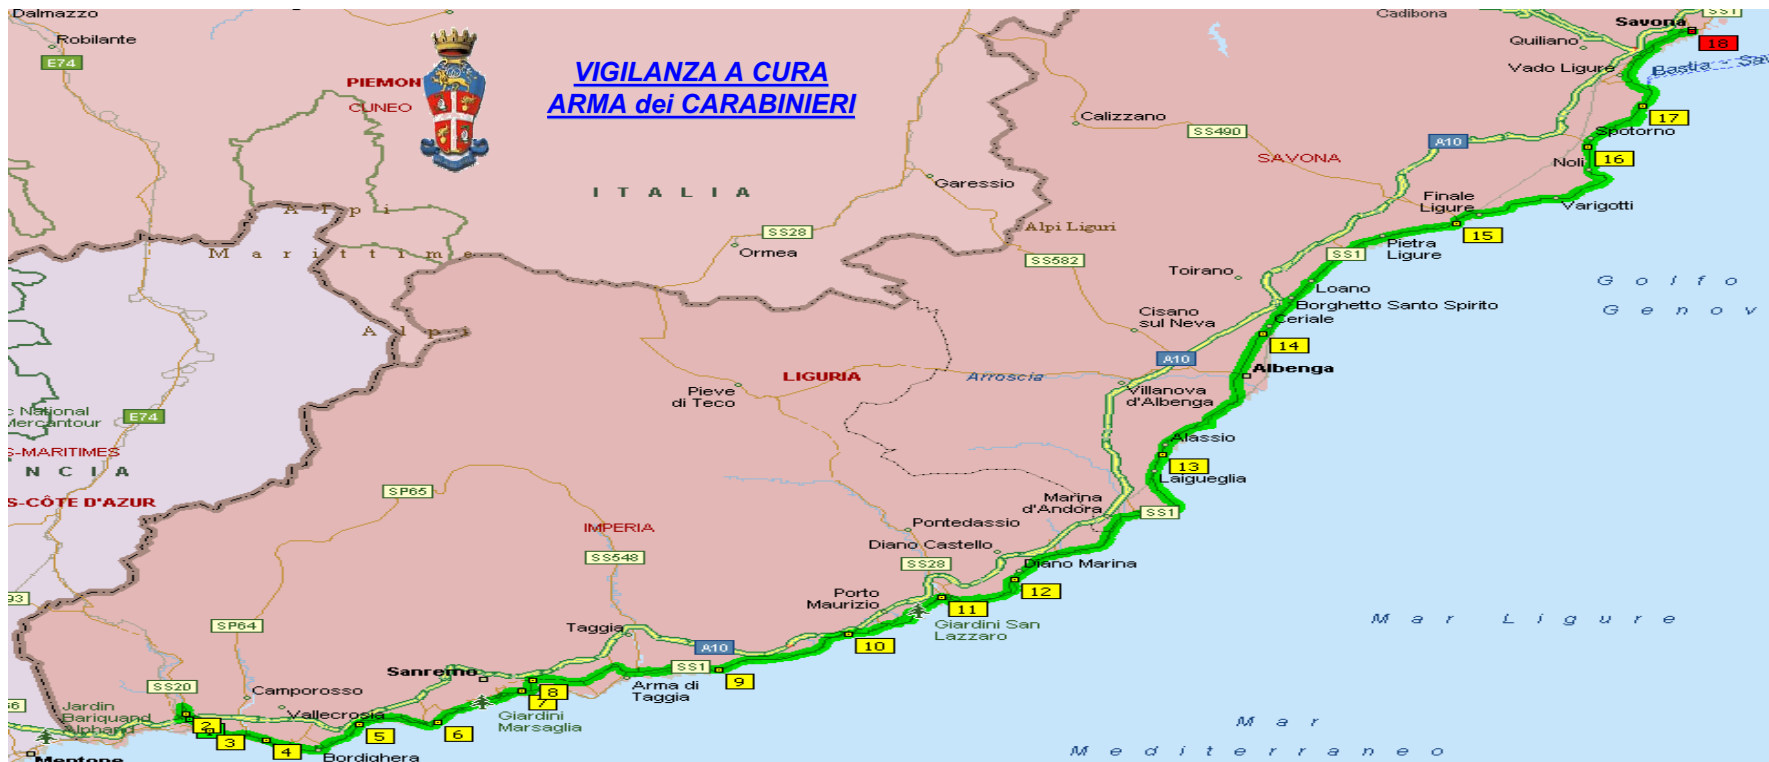 Dalmazzo
Robilante
E74
PIEMON
CUNEO
VIGILANZA A CURA
ARMA dei CARABINIERI
Cadibona
SS1
Savona
18
Quiliano
Vado Ligure
17
Calizzano
SS490
A10
Spotorno
SAVONA
Noli
16
I T A L I A
Garessio
Finale
Ligure
Varigotti
A l p i
Alpi Liguri
SS28
15
M a r i t t i m e
Ormea
SS1
Pietra
Ligure
SS582
Toirano
Loano
G o l f o
Borghetto Santo Spirito
G e n o v
Cisano
sul Neva
Ceriale
A l p i
14
A10
LIGURIA
Arroscia
Albenga
Pieve
di Teco
Villanova
d'Albenga
c National
Mercantour
E74
S-MARITIMES
N C I A
Alassio
13
Laigueglia
S-CÔTE D'AZUR
SP65
Marina
d'Andora
SS1
IMPERIA
Pontedassio
Diano Castello
SS548
SS28
Diano Marina
12
Porto
Maurizio
11
93
Giardini San
Lazzaro
M a r L i g u r e
SP64
Taggia
10
A10
Sanremo
SS1
9
SS20
Camporosso
Arma di
Taggia
8
7
Jardin
Bariquand
Alphand
Vallecrosia
Giardini
Marsaglia
2
3
4
5
6
M a r
M e d i t e r r a n e o
Bordighera
Mentone